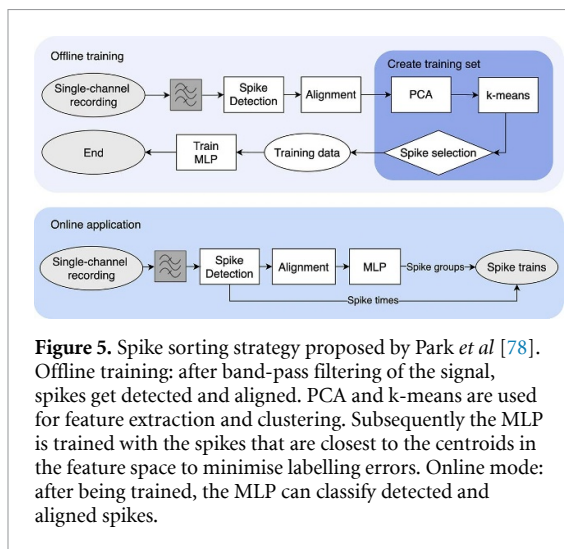 Offline training
Create training set
Single-channel
recording
Spike
Detection
Alignment
PCA
k-means
End
Train
MLP
Training data
Spike selection
Online application
Single-channel
recording
Spike
Detection
Alignment
MLP
Spike groups
Spike trains
Spike times
Figure 5. Spike sorting strategy proposed by Park et al [78].
Offline training: after band-pass filtering of the signal,
spikes get detected and aligned. PCA and k-means are used
for feature extraction and clustering. Subsequently the MLP
is trained with the spikes that are closest to the centroids in
the feature space to minimise labelling errors. Online mode:
after being trained, the MLP can classify detected and
aligned spikes.